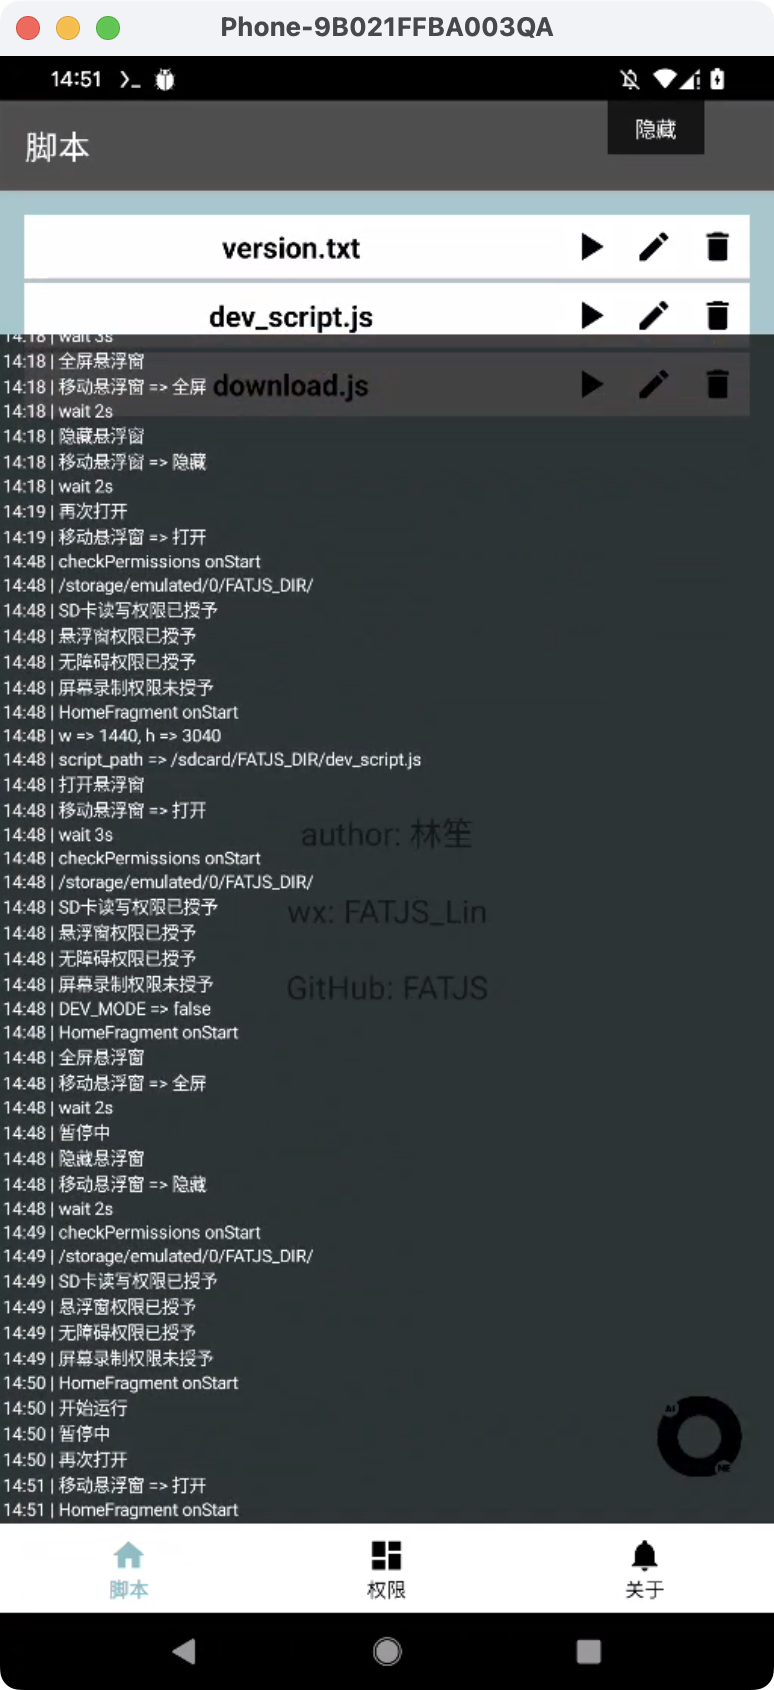 Phone-9B021FFBA003QA
14:51
隐藏
脚本
version.txt
dev_script.js
14:18 | wait 3s
14:18 | 全屏悬浮窗
14:18 | 移动悬浮窗 => 全屏
download.js
14:18 | wait 2s
14:18 | 隐藏悬浮窗
14:18 | 移动悬浮窗 => 隐藏
14:18 | wait 2s
14:19 | 再次打开
14:19 | 移动悬浮窗 => 打开
14:48 | checkPermissions onStart
14:48 | /storage/emulated/0/FATJS_DIR/
14:48 | SD卡读写权限已授予
14:48 | 悬浮窗权限已授予
14:48 | 无障碍权限已授予
14:48 | 屏幕录制权限未授予
14:48 | HomeFragment onStart
14:48 | w => 1440, h => 3040
14:48 | script_path => /sdcard/FATJS_DIR/dev_script.js
14:48 | 打开悬浮窗
14:48 | 移动悬浮窗 => 打开
14:48 | wait 3s
author: 林笙
14:48 | checkPermissions onStart
14:48 | /storage/emulated/0/FATJS_DIR/
14:48 | SD卡读写权限已授予
wx: FATJS_Lin
14:48 | 悬浮窗权限已授予
14:48 | 无障碍权限已授予
14:48 | 屏幕录制权限未授予
GitHub: FATJS
14:48 | DEV_MODE => false
14:48 | HomeFragment onStart
14:48 | 全屏悬浮窗
14:48 | 移动悬浮窗 => 全屏
14:48 | wait 2s
14:48 | 暂停中
14:48 | 隐藏悬浮窗
14:48 | 移动悬浮窗 => 隐藏
14:48 | wait 2s
14:49 | checkPermissions onStart
14:49 | /storage/emulated/0/FATJS_DIR/
14:49 | SD卡读写权限已授予
14:49 | 悬浮窗权限已授予
14:49 | 无障碍权限已授予
14:49 | 屏幕录制权限未授予
14:50 | HomeFragment onStart
14:50 | 开始运行
14:50 | 暂停中
14:50 | 再次打开
14:51 | 移动悬浮窗 => 打开
14:51 | HomeFragment onStart
脚本
权限
关于